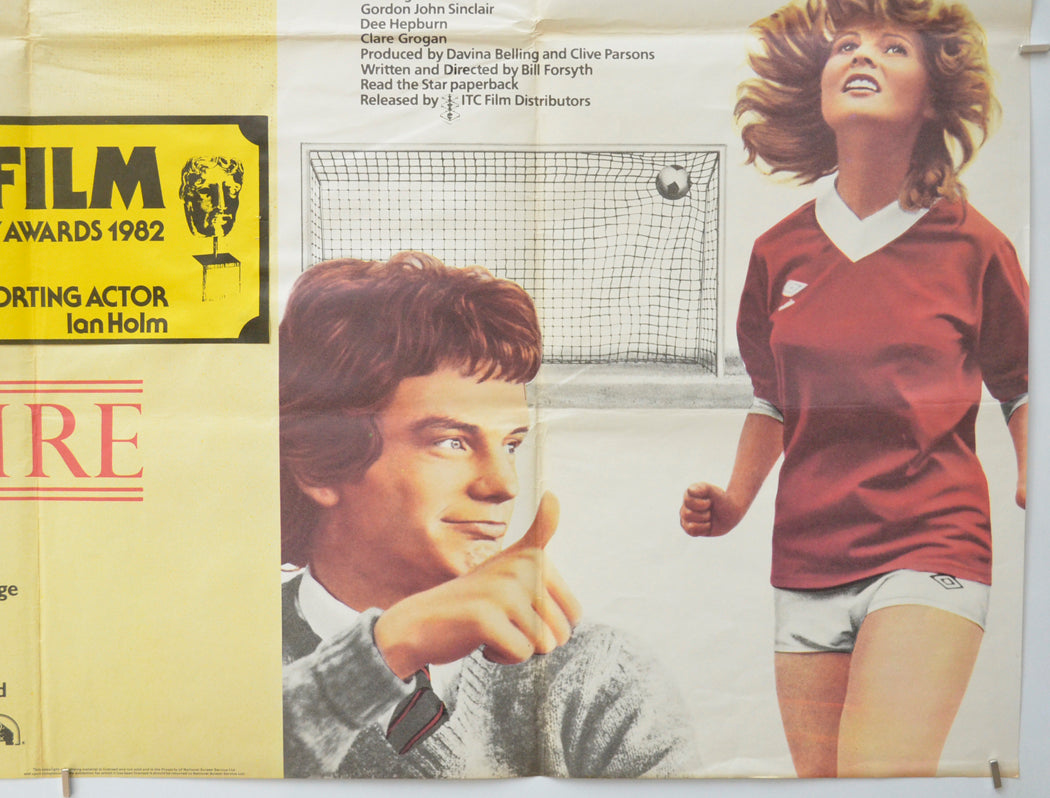 FILM
AWARDS 1982
ORTING ACTOR
Ian Holm
IRE
ge
d
Gordon John Sinclair
Dee Hepburn
Clare Grogan
Produced by Davina Belling and Clive Parsons
Written and Directed by Bill Forsyth
Read the Star paperback
Released by ITC Film Distributors